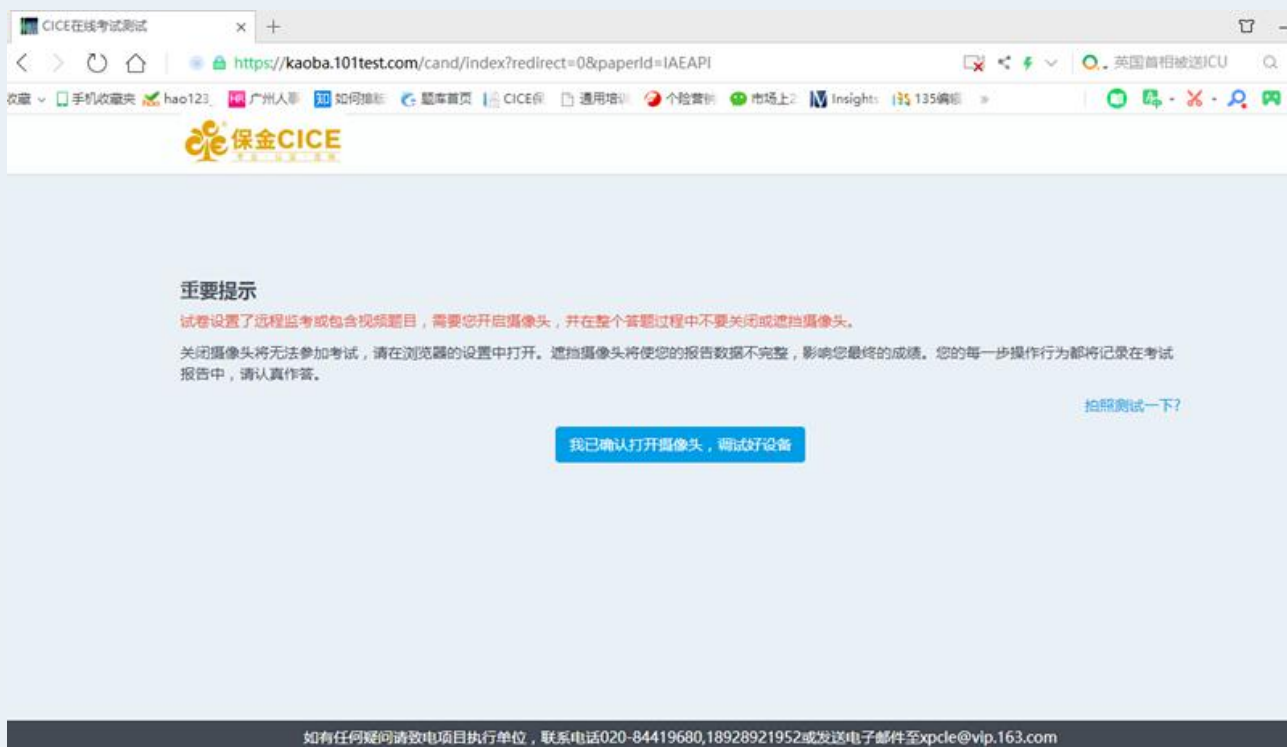 CICE在线考试测试
https://kaoba.101test.com/cand/index?redirect=0&paperId=IAEAPI
英国首相被送ICU
收藏 手机收藏夹 hao123 HR 广州人事 知 如何排版 题库首页 CICE保 通用培训 个险营销 市场上2 Insights 135编辑
保金CICE
重要提示
试卷设置了远程监考或包含视频题目，需要您开启摄像头，并在整个答题过程中不要关闭或遮挡摄像头。
关闭摄像头将无法参加考试，请在浏览器的设置中打开。遮挡摄像头将使您的报告数据不完整，影响您最终的成绩。您的每一步操作行为都将记录在考试
报告中，请认真作答。
拍照测试一下?
我已确认打开摄像头，调试好设备
如有任何疑问请致电项目执行单位，联系电话020-84419680,18928921952或发送电子邮件至xpcle@vip.163.com